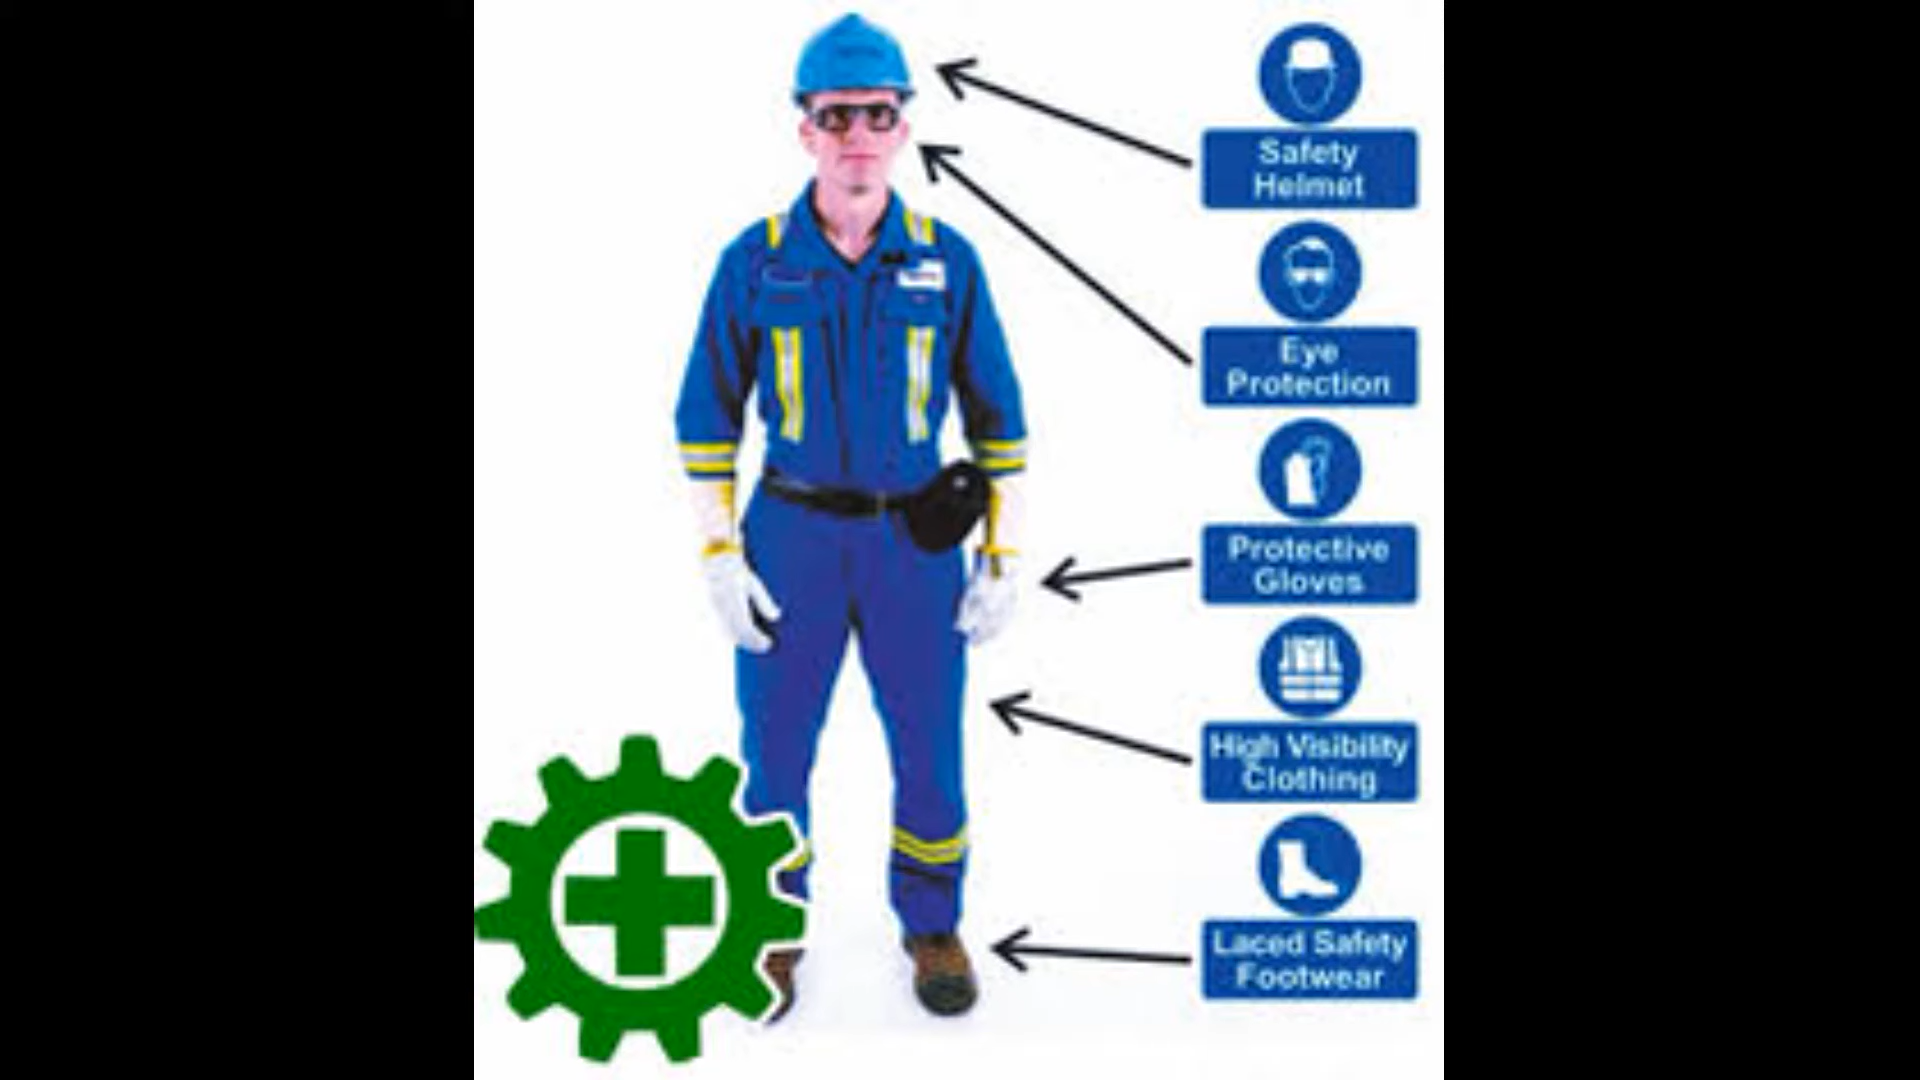 Safety
Helmet
Eye
Protection
Protective
Gloves
High Visibility
Clothing
Laced Safety
Footwear